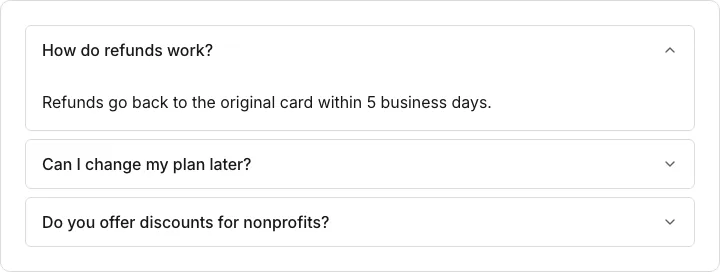 How do refunds work?
Refunds go back to the original card within 5 business days.
Can I change my plan later?
Do you offer discounts for nonprofits?